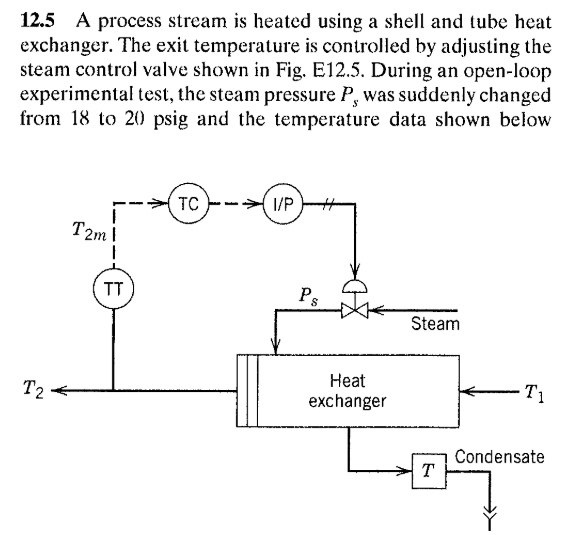 12.5 A process stream is heated using a shell and tube heat
exchanger. The exit temperature is controlled by adjusting the
steam control valve shown in Fig. E12.5. During an open-loop
experimental test, the steam pressure Pₛ was suddenly changed
from 18 to 20 psig and the temperature data shown below
TC
I/P
T₂ₘ
TT
Pₛ
Steam
T₂
Heat
exchanger
T₁
Condensate
T